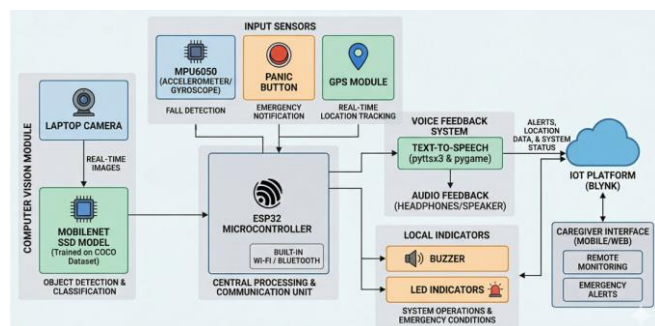 INPUT SENSORS
MPU6050
(ACCELEROMETER/
GYROSCOPE)
FALL DETECTION
PANIC
BUTTON
EMERGENCY
NOTIFICATION
GPS MODULE
REAL-TIME
LOCATION TRACKING
COMPUTER VISION MODULE
LAPTOP CAMERA
REAL-TIME
IMAGES
MOBILENET
SSD MODEL
(Trained on COCO
Dataset)
OBJECT DETECTION &
CLASSIFICATION
ESP32
MICROCONTROLLER
BUILT-IN
WI-FI / BLUETOOTH
CENTRAL PROCESSING &
COMMUNICATION UNIT
VOICE FEEDBACK
SYSTEM
TEXT-TO-SPEECH
(pyttsx3 & pygame)
AUDIO FEEDBACK
(HEADPHONES/SPEAKER)
LOCAL INDICATORS
BUZZER
LED INDICATORS
SYSTEM OPERATIONS &
EMERGENCY CONDITIONS
ALERTS,
LOCATION
DATA, & SYSTEM
STATUS
IOT PLATFORM
(BLYNK)
CAREGIVER INTERFACE
(MOBILE/WEB)
REMOTE
MONITORING
EMERGENCY
ALERTS